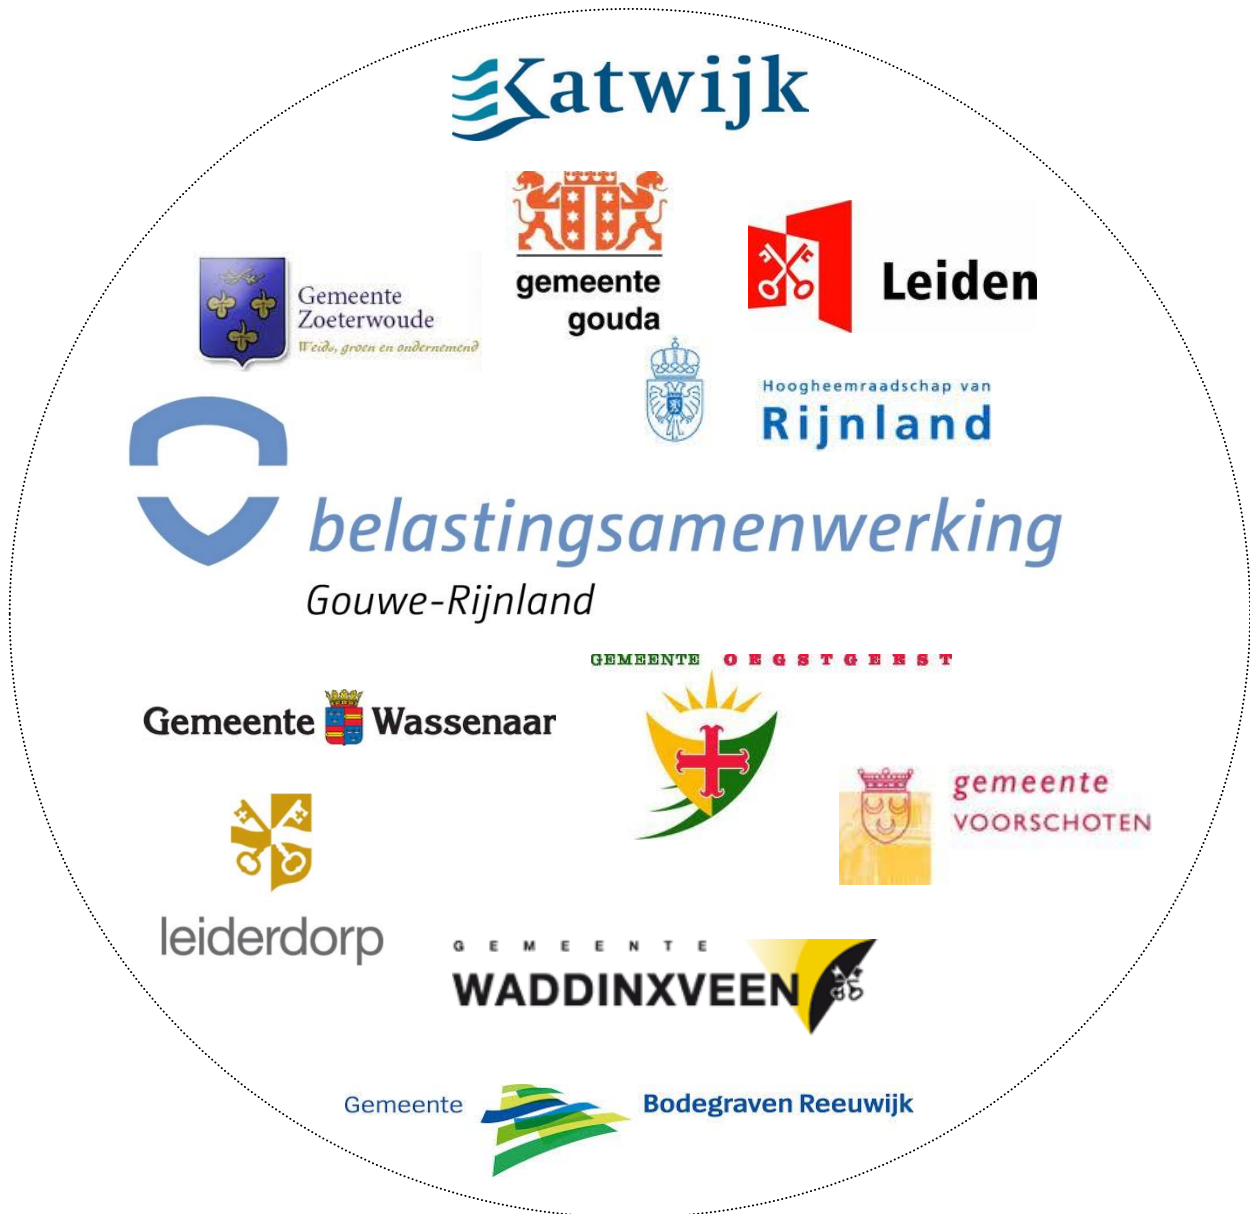 Katwijk
gemeente
gouda
Leiden
Gemeente
Zoeterwoude
Weids, groen en ondernemend
Hoogheemraadschap van
Rijnland
belastingsamenwerking
Gouwe-Rijnland
GEMEENTE OEGSTGEEST
Gemeente Wassenaar
gemeente
VOORSCHOTEN
leiderdorp
GEMEENTE
WADDINXVEEN
Gemeente Bodegraven Reeuwijk